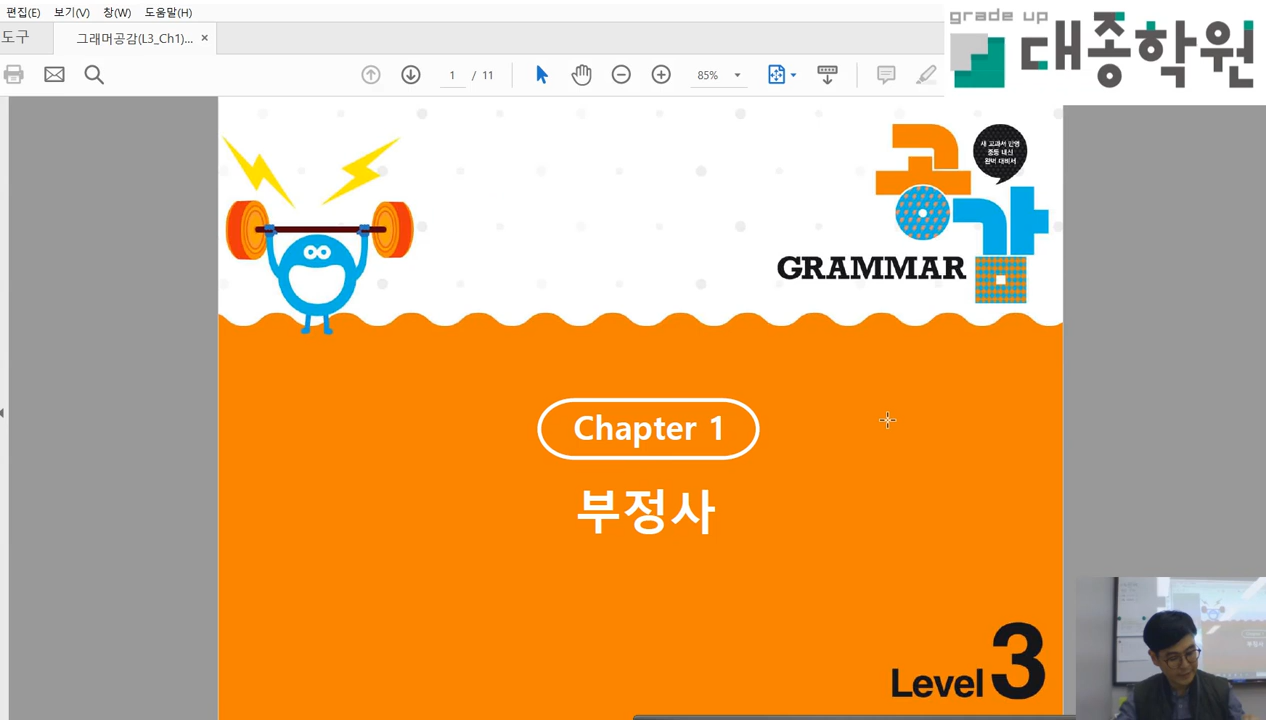 편집(E) 보기(V) 창(W) 도움말(H)
도구
그래머공감(L3_Ch1)... ×
1 / 11
85%
grade up
대종학원
공감
새 교과서 반영
중등 내신
완벽 대비서
GRAMMAR
Chapter 1
부정사
Level 3